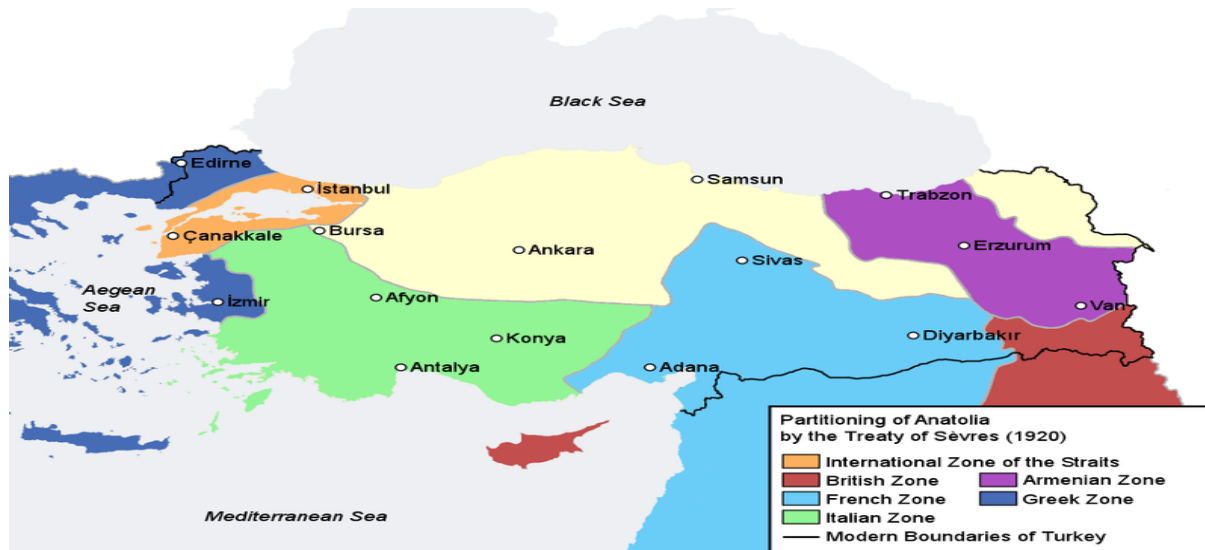 Black Sea
Edirne
İstanbul
Samsun
Trabzon
Çanakkale
Bursa
Ankara
Erzurum
Sivas
Aegean
Sea
İzmir
Afyon
Van
Konya
Diyarbakır
Antalya
Adana
Mediterranean Sea
Partitioning of Anatolia
by the Treaty of Sèvres (1920)
International Zone of the Straits
British Zone
Armenian Zone
French Zone
Greek Zone
Italian Zone
Modern Boundaries of Turkey